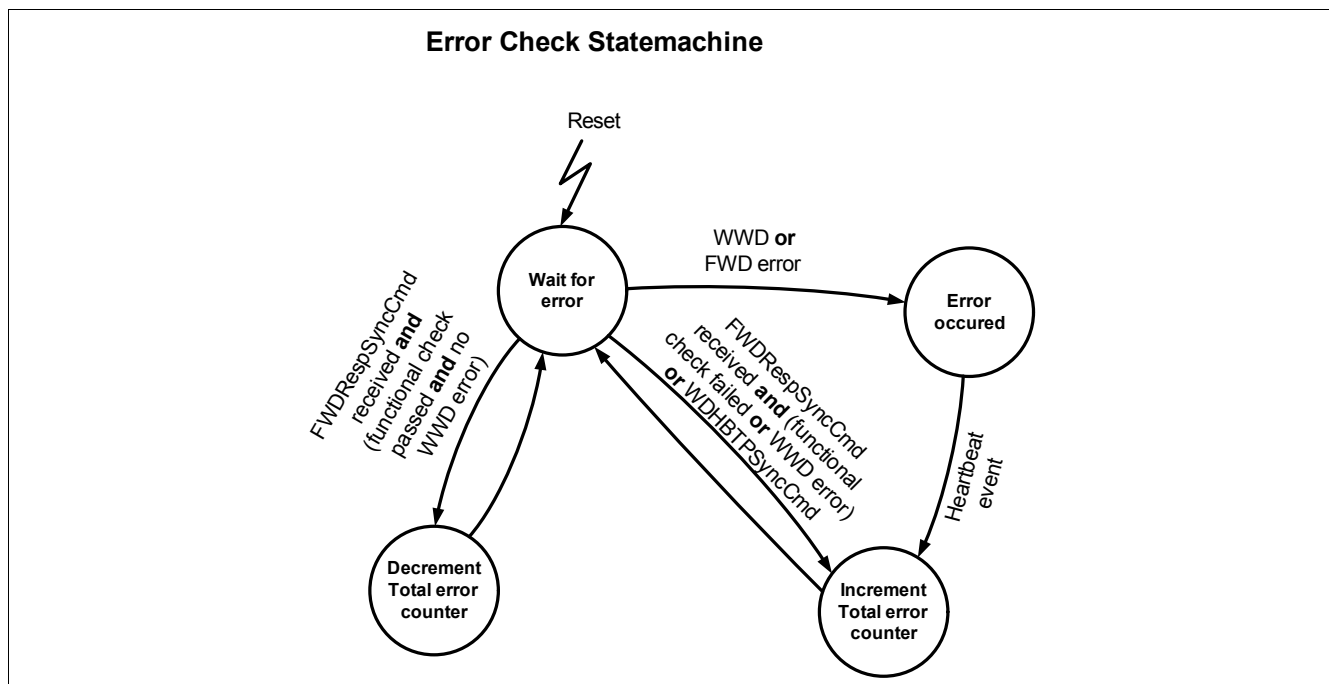 Error Check Statemachine
Reset
WWD or
FWD error
Wait for
error
Error
occured
FWDRespSyncCmd
received and
(functional check
passed and no
WWD error)
FWDRespSyncCmd
received and (functional
check failed or WWD error)
or WDHBTPSyncCmd
Heartbeat
event
Decrement
Total error
counter
Increment
Total error
counter